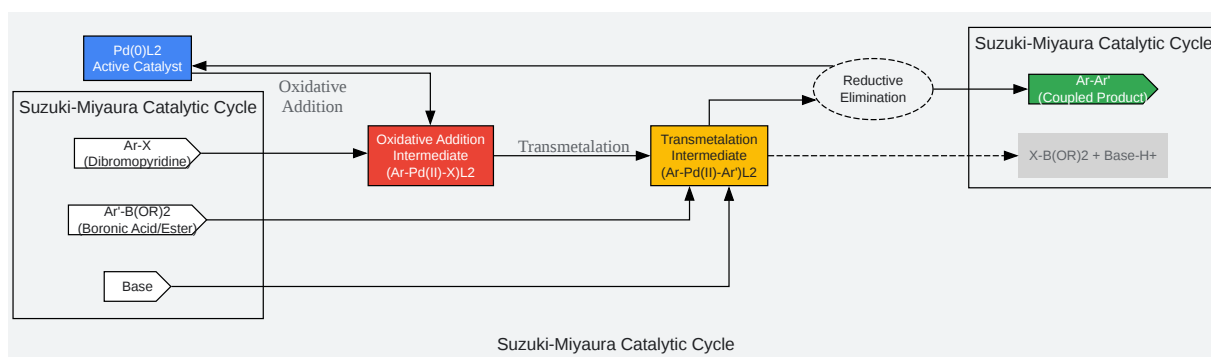 Pd(0)L2
Active Catalyst
Oxidative
Addition
Suzuki-Miyaura Catalytic Cycle
Ar-X
(Dibromopyridine)
Ar'-B(OR)2
(Boronic Acid/Ester)
Base
Oxidative Addition
Intermediate
(Ar-Pd(II)-X)L2
Transmetalation
Transmetalation
Intermediate
(Ar-Pd(II)-Ar')L2
Reductive
Elimination
Suzuki-Miyaura Catalytic Cycle
Ar-Ar'
(Coupled Product)
X-B(OR)2 + Base-H+
Suzuki-Miyaura Catalytic Cycle